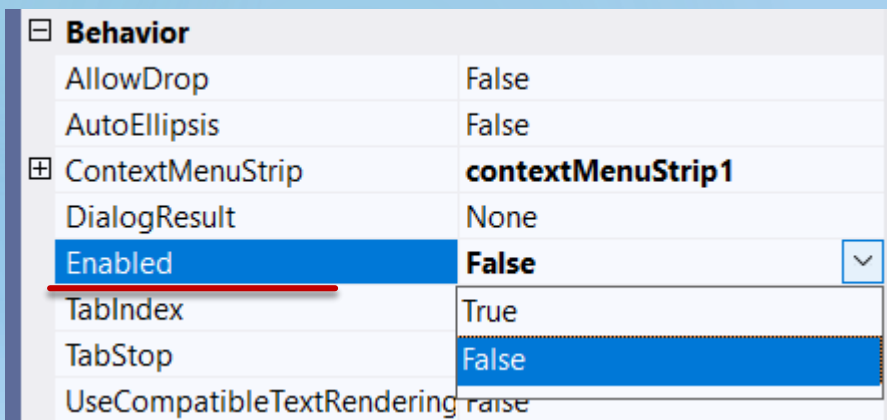 Behavior
AllowDrop False
AutoEllipsis False
ContextMenuStrip contextMenuStrip1
DialogResult None
Enabled False
TabIndex True
TabStop False
UseCompatibleTextRendering False